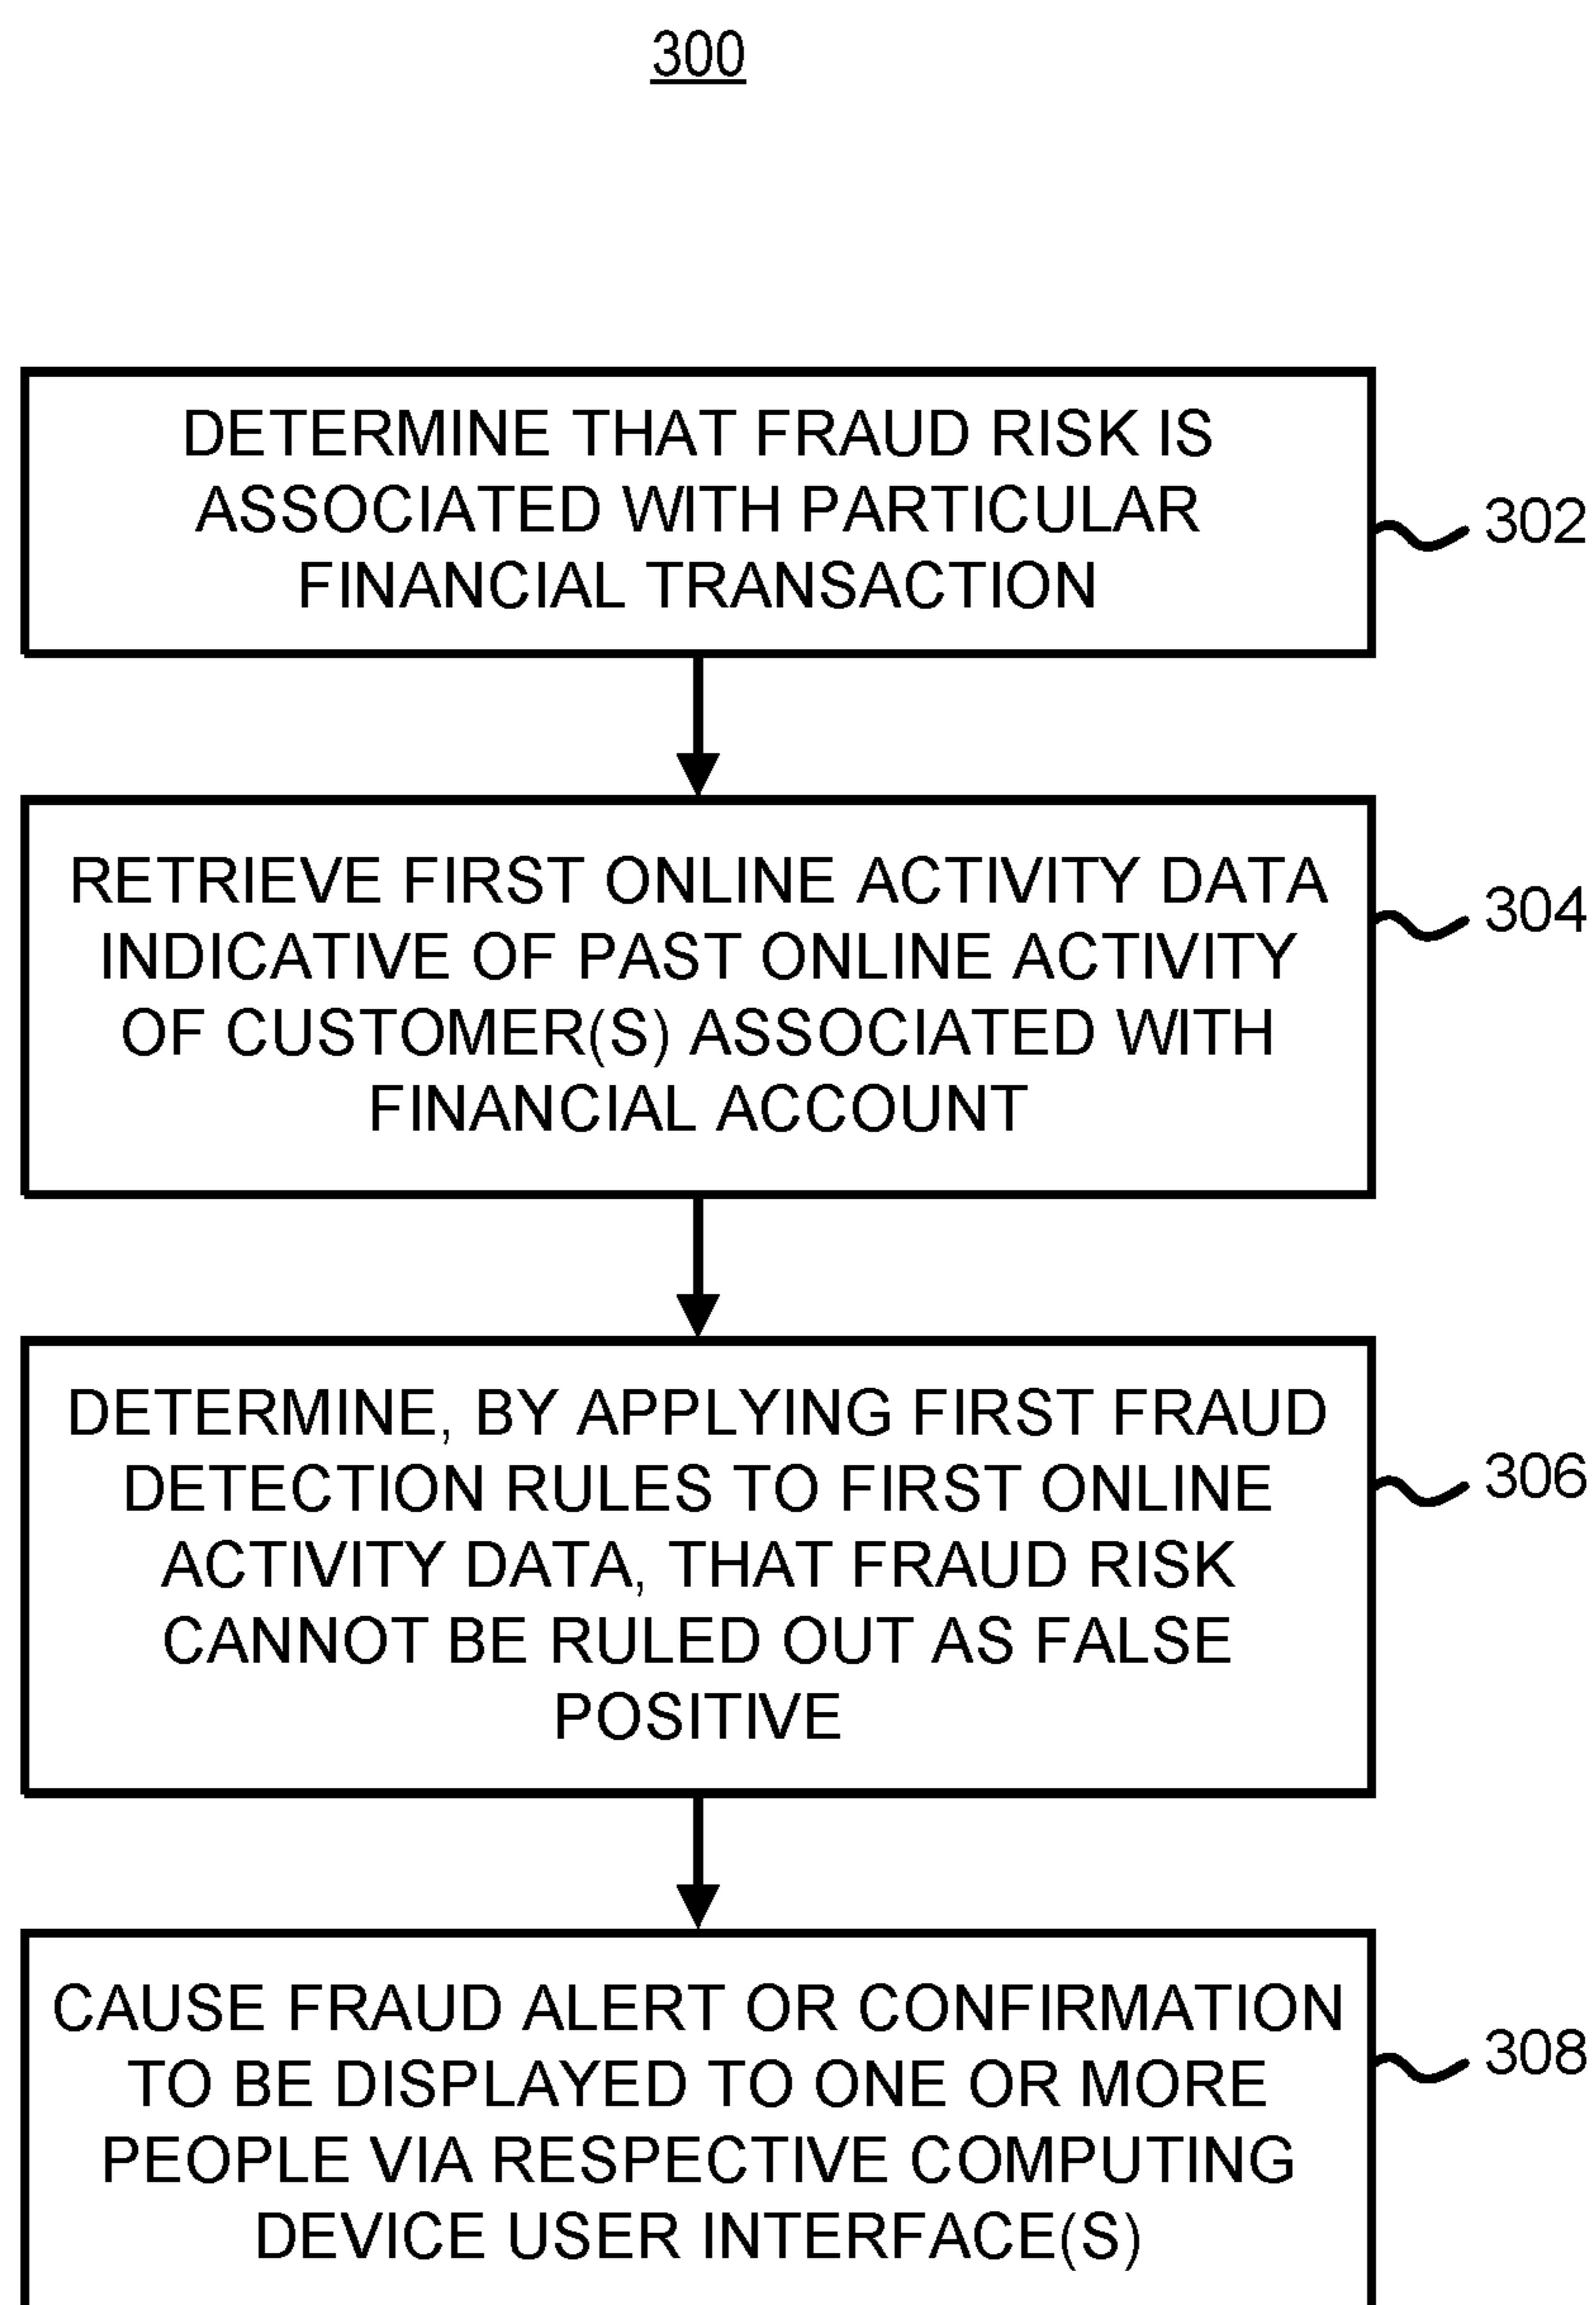 300
DETERMINE THAT FRAUD RISK IS
ASSOCIATED WITH PARTICULAR
FINANCIAL TRANSACTION
302
RETRIEVE FIRST ONLINE ACTIVITY DATA
INDICATIVE OF PAST ONLINE ACTIVITY
OF CUSTOMER(S) ASSOCIATED WITH
FINANCIAL ACCOUNT
304
DETERMINE, BY APPLYING FIRST FRAUD
DETECTION RULES TO FIRST ONLINE
ACTIVITY DATA, THAT FRAUD RISK
CANNOT BE RULED OUT AS FALSE
POSITIVE
306
CAUSE FRAUD ALERT OR CONFIRMATION
TO BE DISPLAYED TO ONE OR MORE
PEOPLE VIA RESPECTIVE COMPUTING
DEVICE USER INTERFACE(S)
308